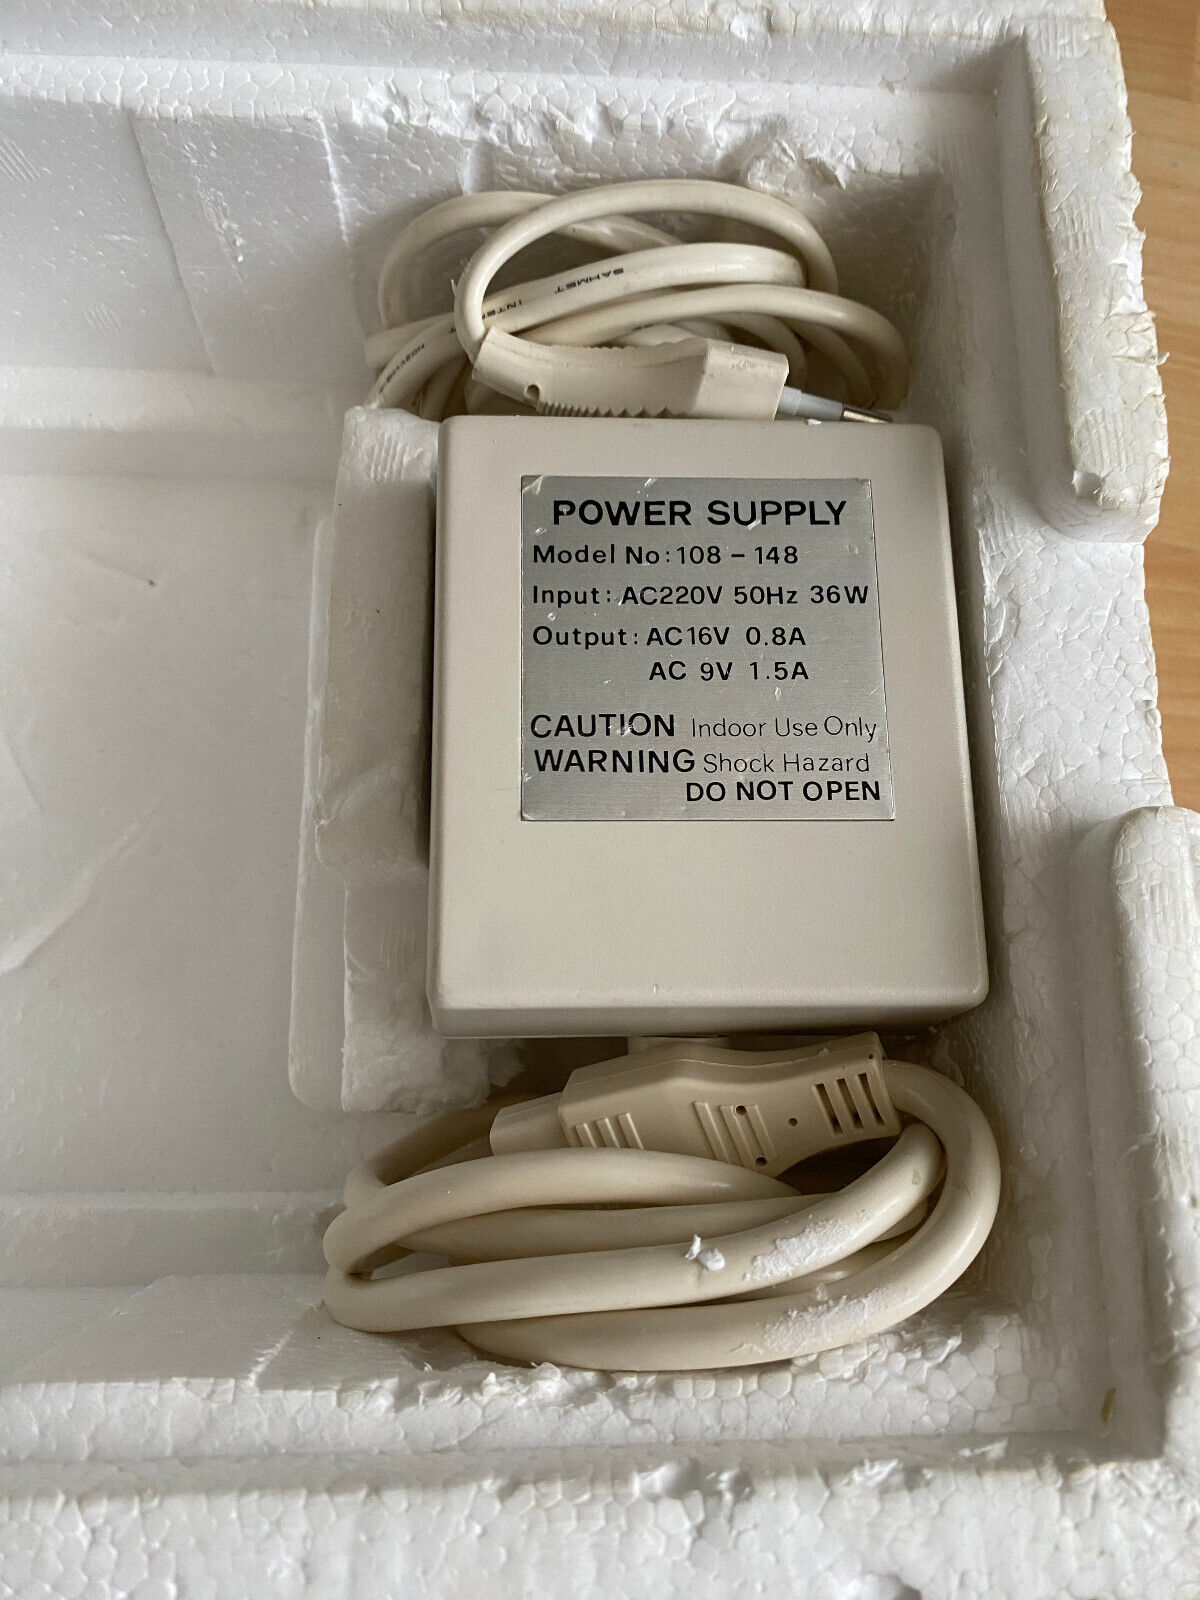 SAHMET
POWER SUPPLY
Model No: 108 – 148
Input: AC220V 50Hz 36W
Output: AC16V 0.8A
AC 9V 1.5A
CAUTION Indoor Use Only
WARNING Shock Hazard
DO NOT OPEN